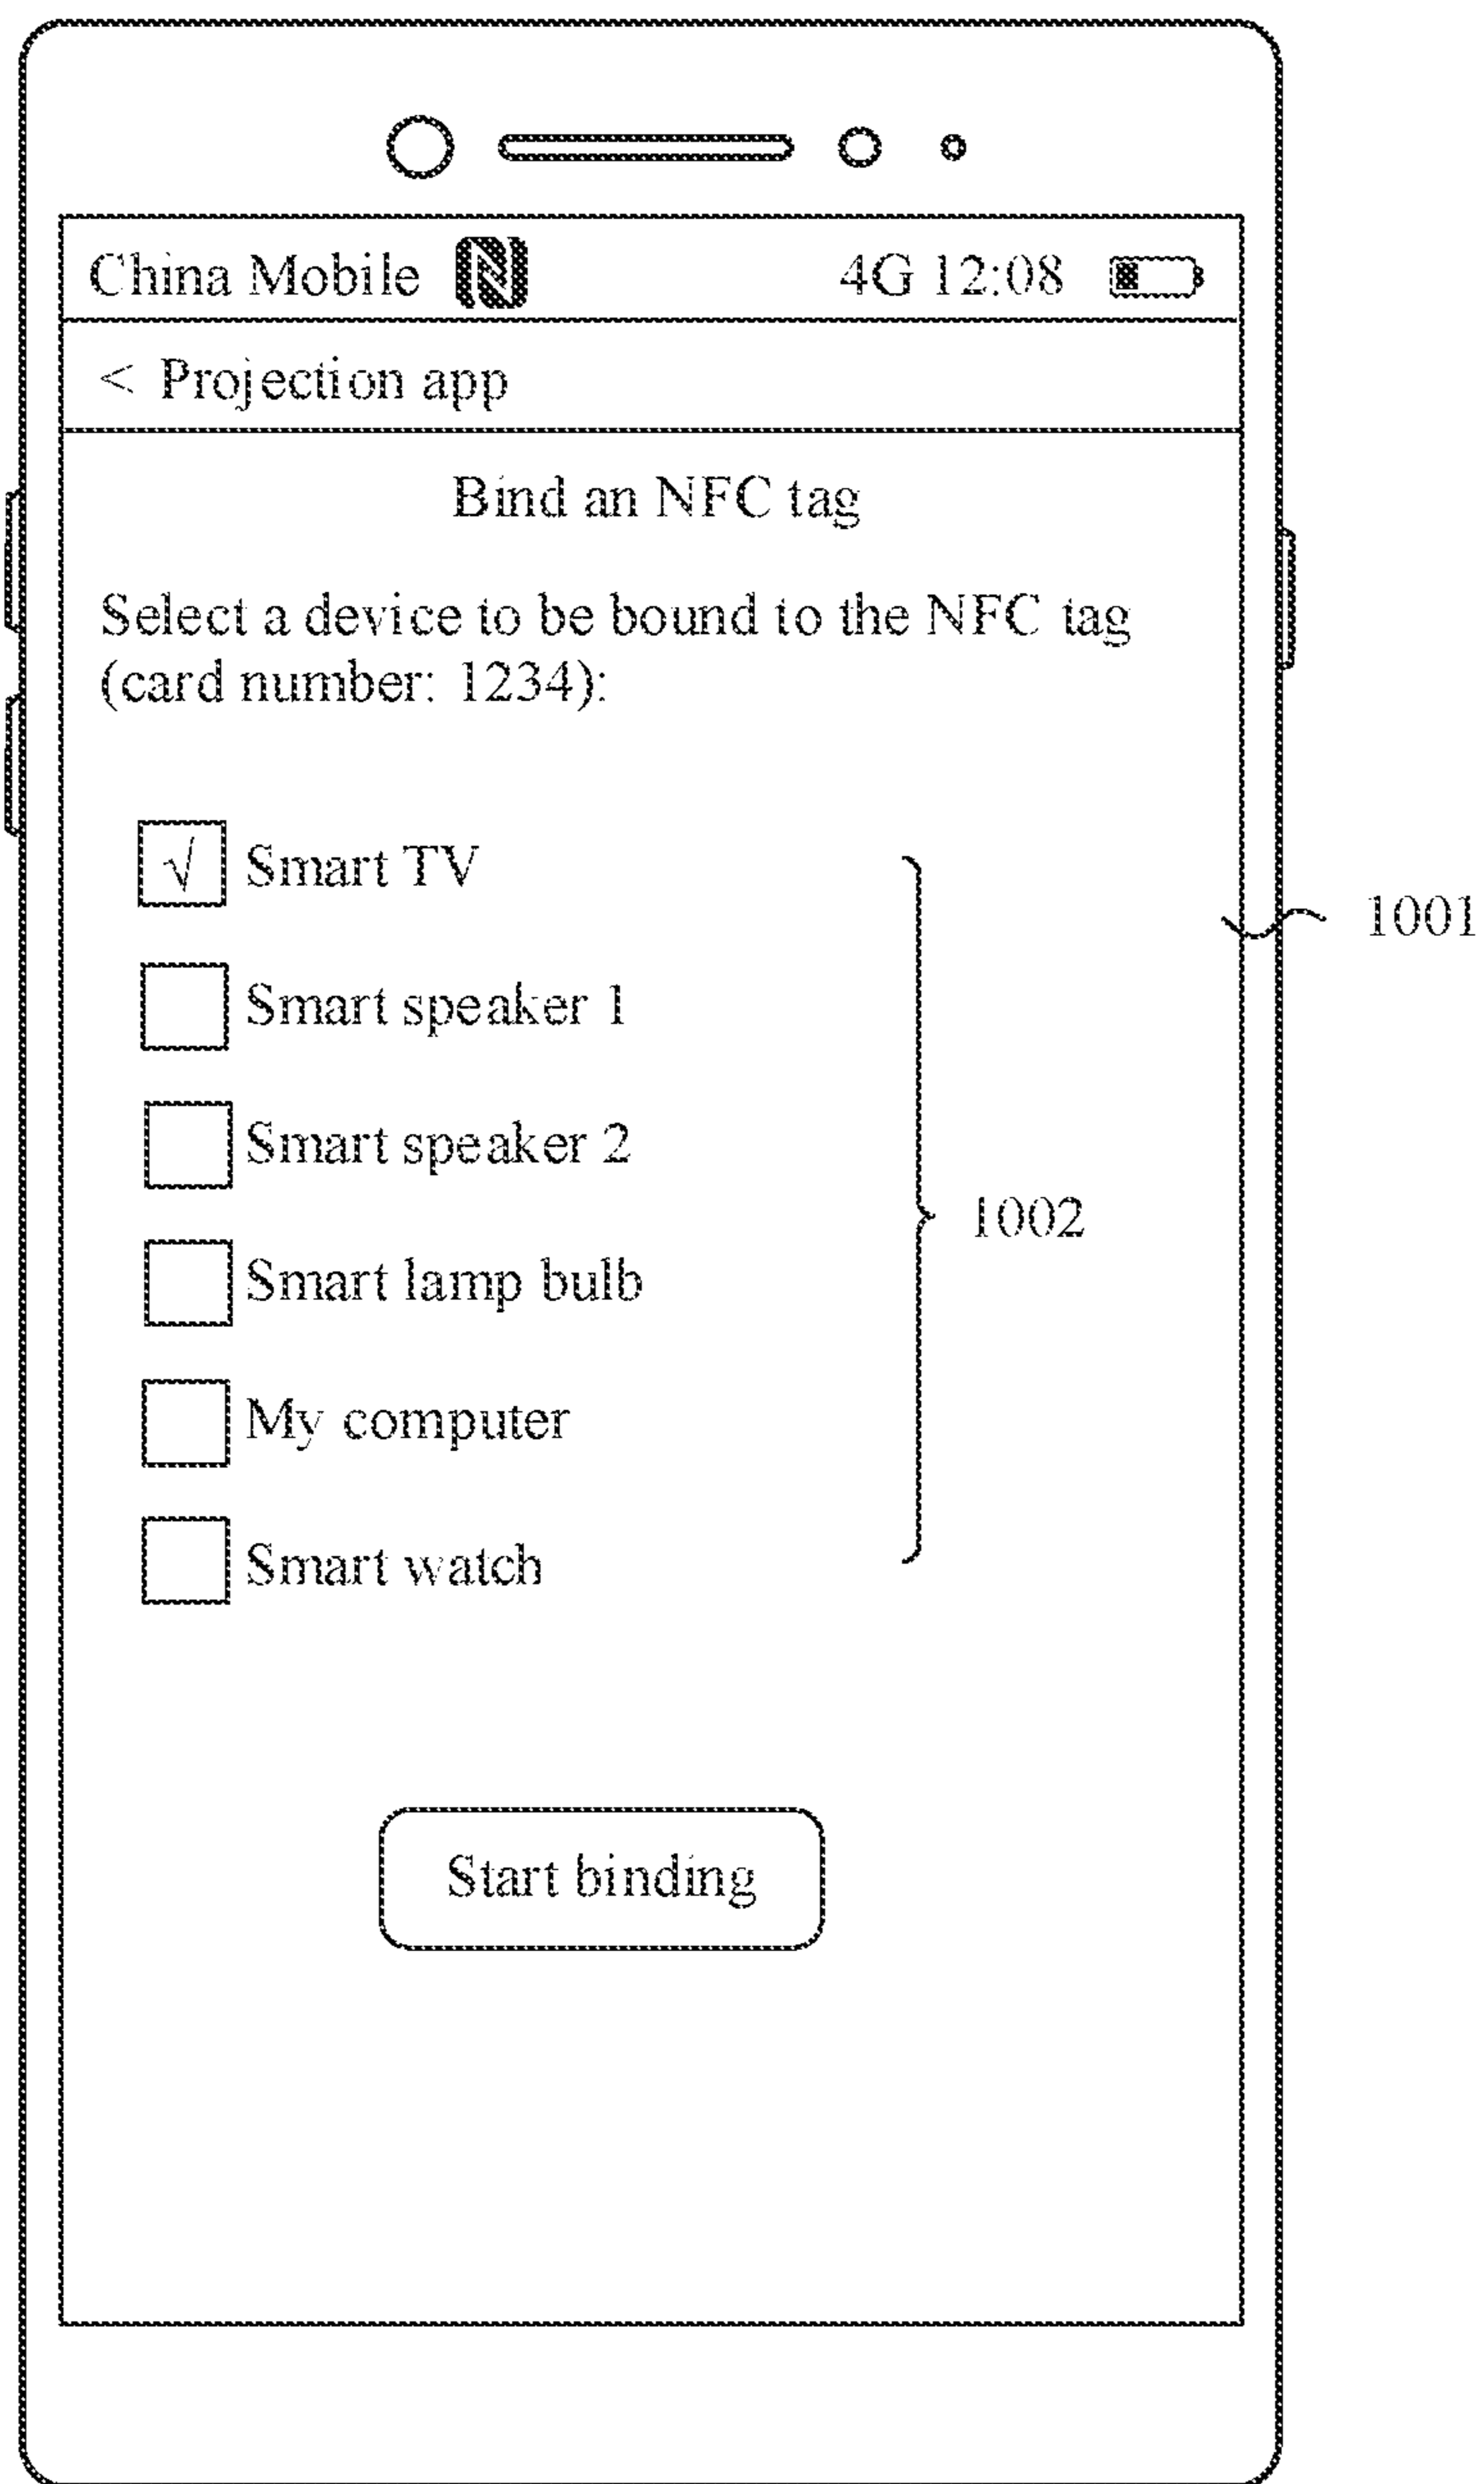 China Mobile N 4G 12:08
< Projection app
Bind an NFC tag
Select a device to be bound to the NFC tag
(card number: 1234):
√ Smart TV
1001
Smart speaker 1
Smart speaker 2
1002
Smart lamp bulb
My computer
Smart watch
Start binding